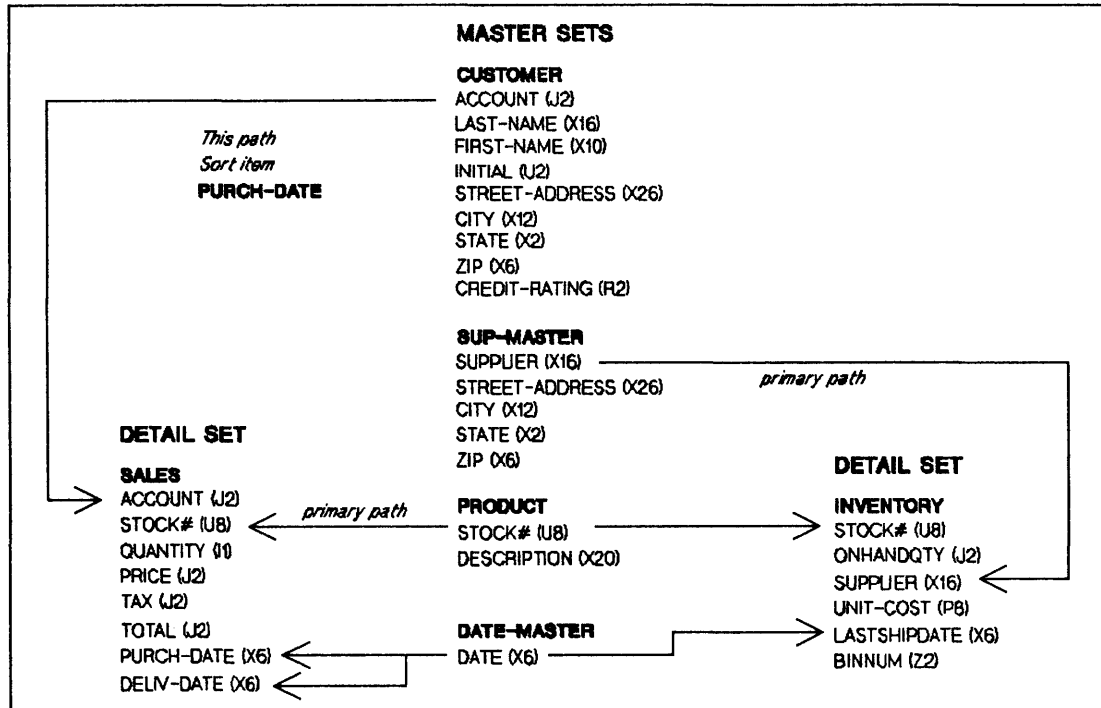 MASTER SETS
CUSTOMER
ACCOUNT (J2)
LAST-NAME (X16)
FIRST-NAME (X10)
INITIAL (U2)
STREET-ADDRESS (X26)
CITY (X12)
STATE (X2)
ZIP (X6)
CREDIT-RATING (R2)
This path
Sort item
PURCH-DATE
SUP-MASTER
SUPPLIER (X16)
STREET-ADDRESS (X26)
CITY (X12)
STATE (X2)
ZIP (X6)
primary path
DETAIL SET
SALES
ACCOUNT (J2)
STOCK# (U8)
QUANTITY (I1)
PRICE (J2)
TAX (J2)
TOTAL (J2)
PURCH-DATE (X6)
DELIV-DATE (X6)
primary path
PRODUCT
STOCK# (U8)
DESCRIPTION (X20)
DATE-MASTER
DATE (X6)
DETAIL SET
INVENTORY
STOCK# (U8)
ONHANDQTY (J2)
SUPPLIER (X16)
UNIT-COST (P8)
LASTSHIPDATE (X6)
BINNUM (Z2)